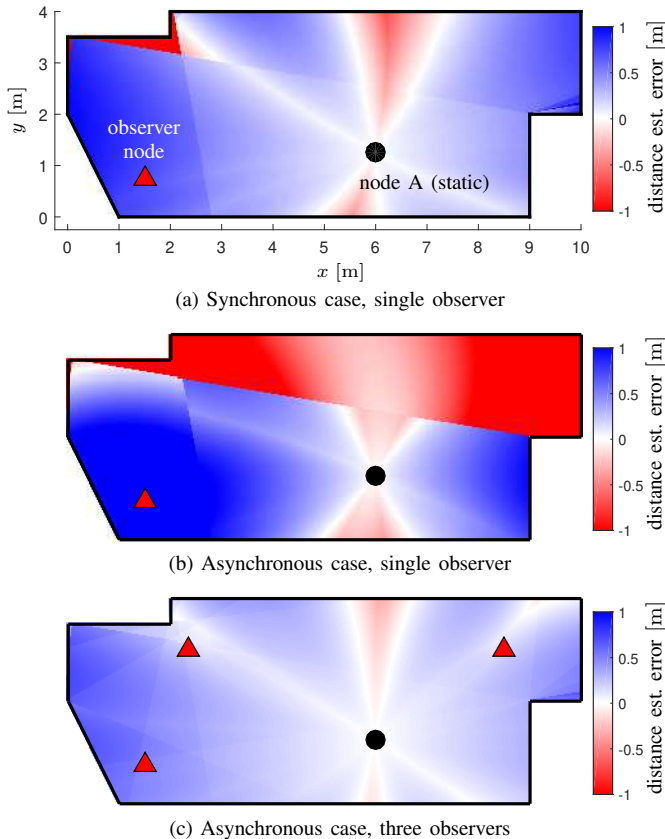 4
3
2
1
0
y [m]
observer
node
node A (static)
0 1 2 3 4 5 6 7 8 9 10
x [m]
1
0.5
0
-0.5
-1
distance est. error [m]
(a) Synchronous case, single observer
1
0.5
0
-0.5
-1
distance est. error [m]
(b) Asynchronous case, single observer
1
0.5
0
-0.5
-1
distance est. error [m]
(c) Asynchronous case, three observers